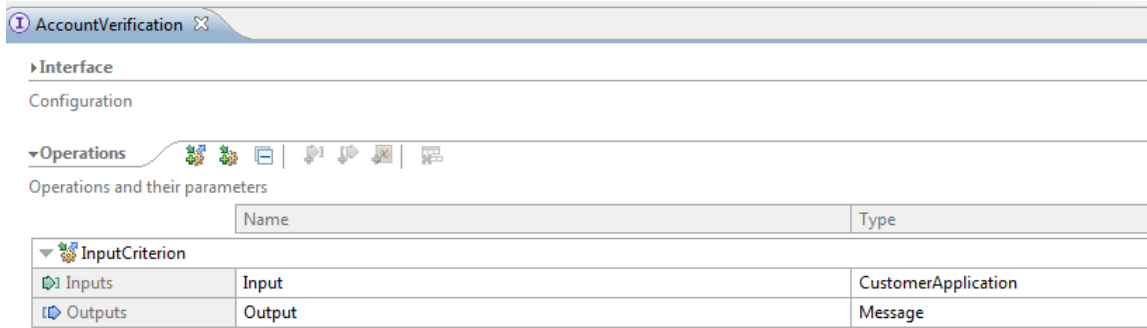 AccountVerification
Interface
Configuration
Operations
Operations and their parameters
Name Type
InputCriterion
Inputs Input CustomerApplication
Outputs Output Message